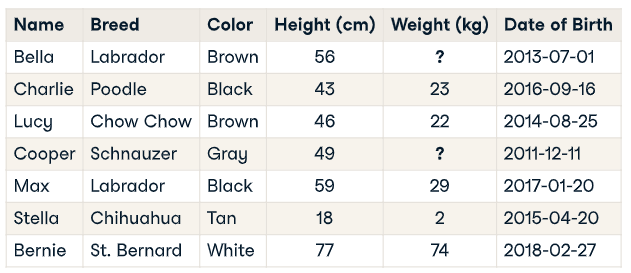 Name Breed Color Height (cm) Weight (kg) Date of Birth
Bella Labrador Brown 56 ? 2013-07-01
Charlie Poodle Black 43 23 2016-09-16
Lucy Chow Chow Brown 46 22 2014-08-25
Cooper Schnauzer Gray 49 ? 2011-12-11
Max Labrador Black 59 29 2017-01-20
Stella Chihuahua Tan 18 2 2015-04-20
Bernie St. Bernard White 77 74 2018-02-27